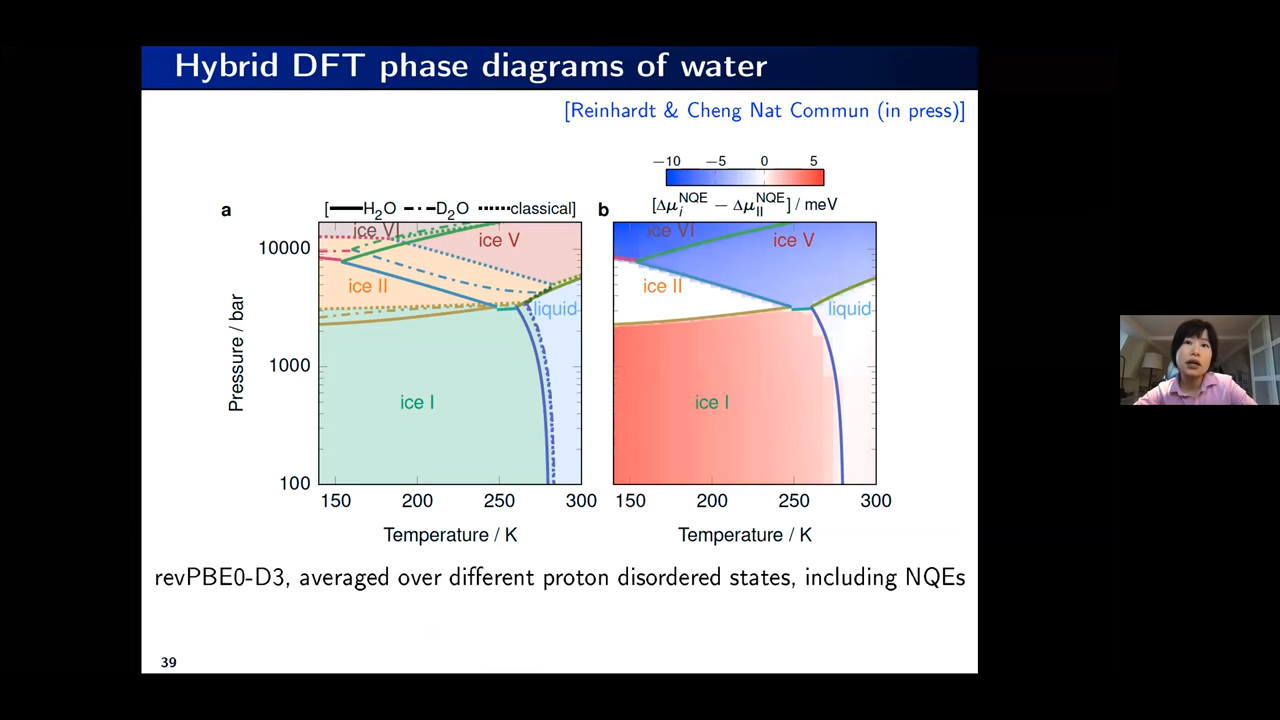 Hybrid DFT phase diagrams of water
[Reinhardt & Cheng Nat Commun (in press)]
−10 −5 0 5
[Δμ_i^NQE − Δμ_II^NQE] / meV
a
[—H₂O –·–D₂O ·····classical]
b
Pressure / bar
10000
1000
100
ice VI
ice V
ice II
liquid
ice I
150 200 250 300
Temperature / K
ice VI
ice V
ice II
liquid
ice I
150 200 250 300
Temperature / K
revPBE0-D3, averaged over different proton disordered states, including NQEs
39